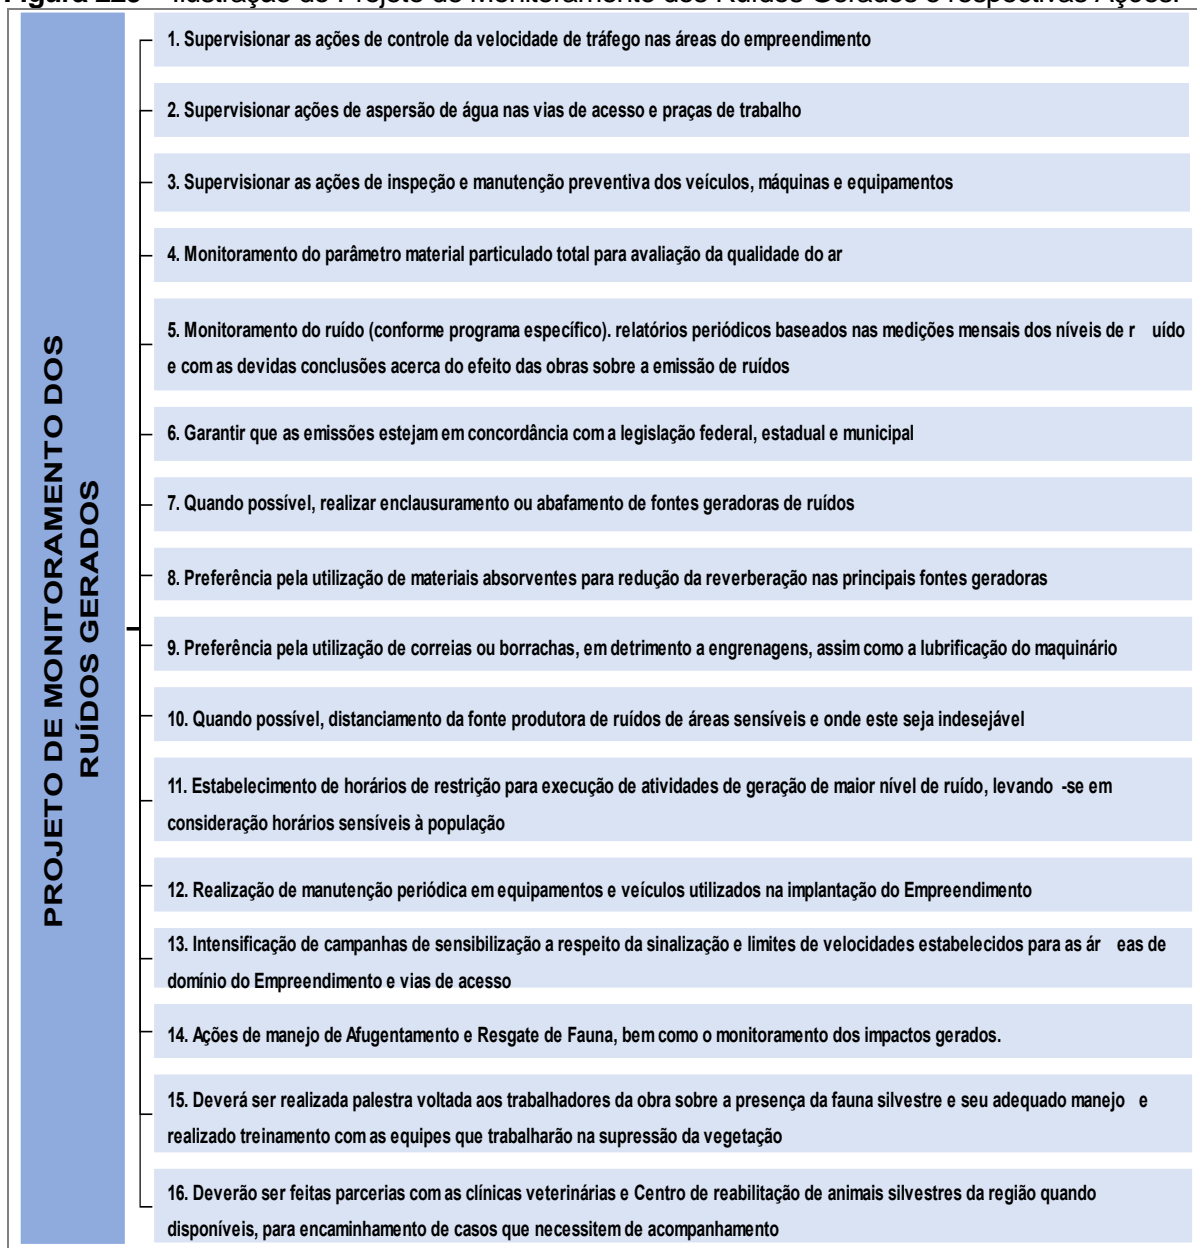 1. Supervisionar as ações de controle da velocidade de tráfego nas áreas do empreendimento
2. Supervisionar ações de aspersão de água nas vias de acesso e praças de trabalho
3. Supervisionar as ações de inspeção e manutenção preventiva dos veículos, máquinas e equipamentos
4. Monitoramento do parâmetro material particulado total para avaliação da qualidade do ar
5. Monitoramento do ruído (conforme programa específico). relatórios periódicos baseados nas medições mensais dos níveis de r uído
e com as devidas conclusões acerca do efeito das obras sobre a emissão de ruídos
6. Garantir que as emissões estejam em concordância com a legislação federal, estadual e municipal
7. Quando possível, realizar enclausuramento ou abafamento de fontes geradoras de ruídos
8. Preferência pela utilização de materiais absorventes para redução da reverberação nas principais fontes geradoras
9. Preferência pela utilização de correias ou borrachas, em detrimento a engrenagens, assim como a lubrificação do maquinário
10. Quando possível, distanciamento da fonte produtora de ruídos de áreas sensíveis e onde este seja indesejável
11. Estabelecimento de horários de restrição para execução de atividades de geração de maior nível de ruído, levando -se em
consideração horários sensíveis à população
12. Realização de manutenção periódica em equipamentos e veículos utilizados na implantação do Empreendimento
13. Intensificação de campanhas de sensibilização a respeito da sinalização e limites de velocidades estabelecidos para as ár eas de
domínio do Empreendimento e vias de acesso
14. Ações de manejo de Afugentamento e Resgate de Fauna, bem como o monitoramento dos impactos gerados.
15. Deverá ser realizada palestra voltada aos trabalhadores da obra sobre a presença da fauna silvestre e seu adequado manejo e
realizado treinamento com as equipes que trabalharão na supressão da vegetação
16. Deverão ser feitas parcerias com as clínicas veterinárias e Centro de reabilitação de animais silvestres da região quando
disponíveis, para encaminhamento de casos que necessitem de acompanhamento
PROJETO DE MONITORAMENTO DOS
RUÍDOS GERADOS